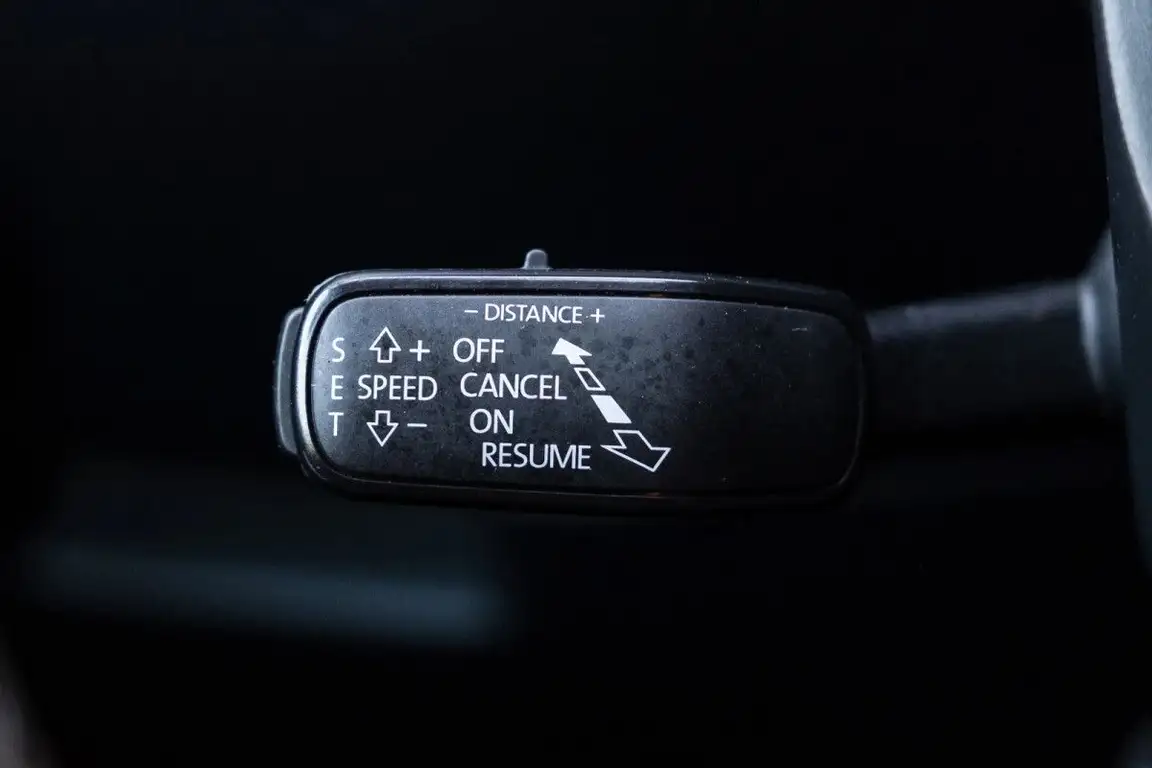 - DISTANCE +
S + OFF
E SPEED CANCEL
T - ON
RESUME